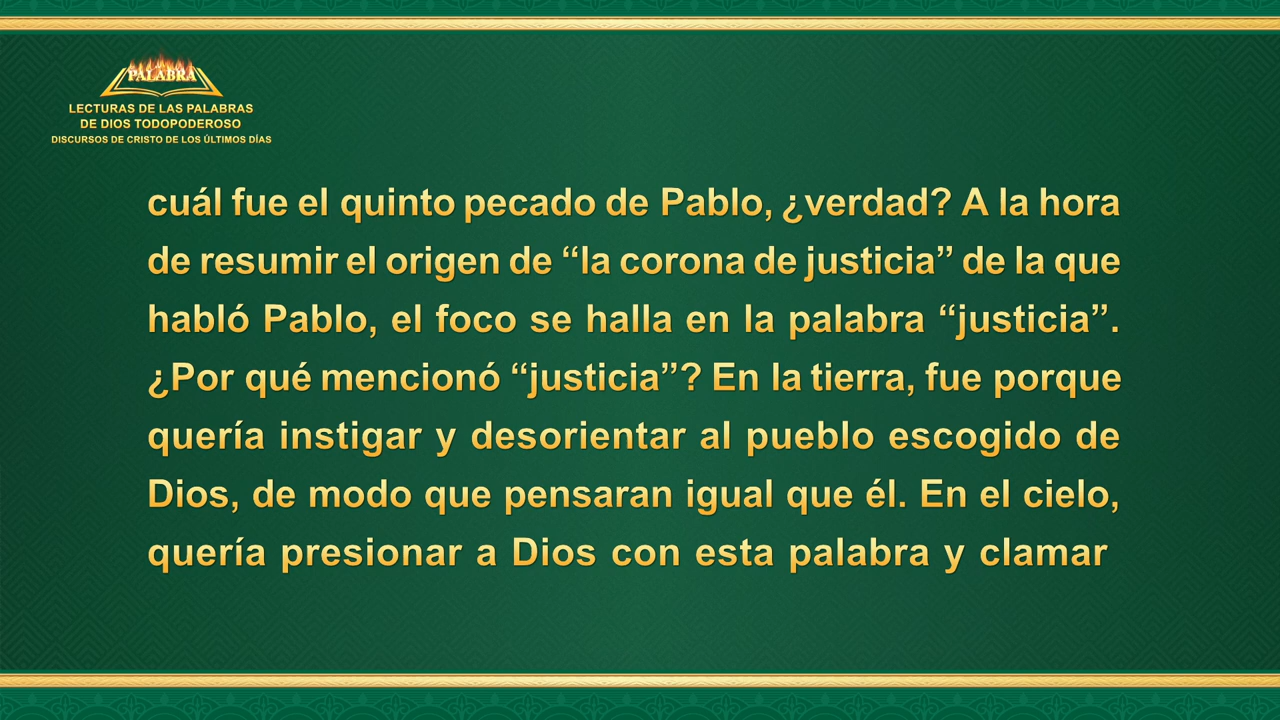 PALABRA
LECTURAS DE LAS PALABRAS
DE DIOS TODOPODEROSO
DISCURSOS DE CRISTO DE LOS ÚLTIMOS DÍAS
cuál fue el quinto pecado de Pablo, ¿verdad? A la hora
de resumir el origen de “la corona de justicia” de la que
habló Pablo, el foco se halla en la palabra “justicia”.
¿Por qué mencionó “justicia”? En la tierra, fue porque
quería instigar y desorientar al pueblo escogido de
Dios, de modo que pensaran igual que él. En el cielo,
quería presionar a Dios con esta palabra y clamar